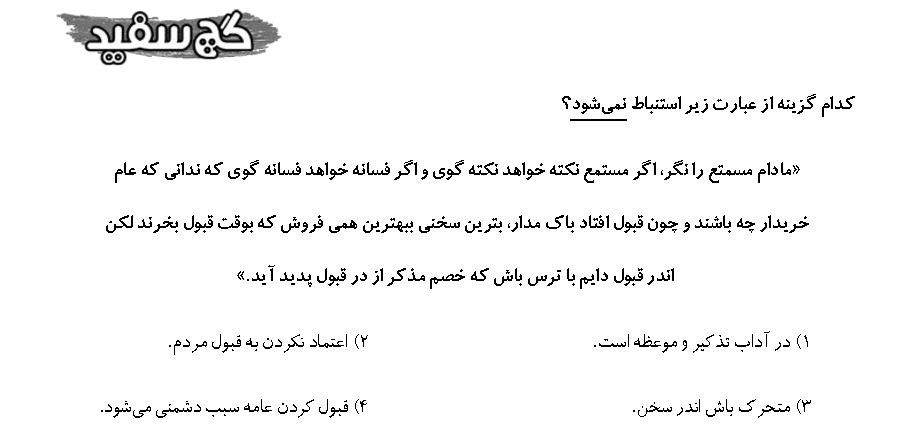 گچ سفید
کدام گزینه از عبارت زیر استنباط نمی‌شود؟
«مادام مسمتع را نگر، اگر مستمع نکته خواهد نکته گوی و اگر فسانه خواهد فسانه گوی که ندانی که عام
خریدار چه باشند و چون قبول افتاد باک مدار، بترین سخنی ببهترین همی فروش که بوقت قبول بخرند لکن
اندر قبول دایم با ترس باش که خصم مذکر از در قبول پدید آید.»
۱) در آداب تذکیر و موعظه است. ۲) اعتماد نکردن به قبول مردم.
۳) متحرک باش اندر سخن. ۴) قبول کردن عامه سبب دشمنی می‌شود.